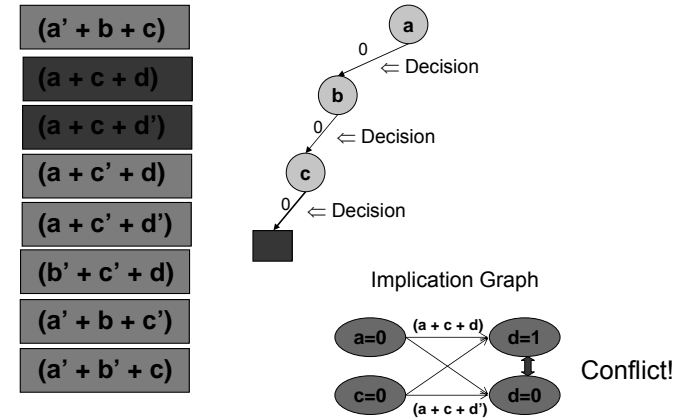 (a’ + b + c)
(a + c + d)
(a + c + d’)
(a + c’ + d)
(a + c’ + d’)
(b’ + c’ + d)
(a’ + b + c’)
(a’ + b’ + c)
a
0
⇐ Decision
b
0
⇐ Decision
c
0
⇐ Decision
Implication Graph
(a + c + d)
a=0
d=1
Conflict!
c=0
d=0
(a + c + d’)